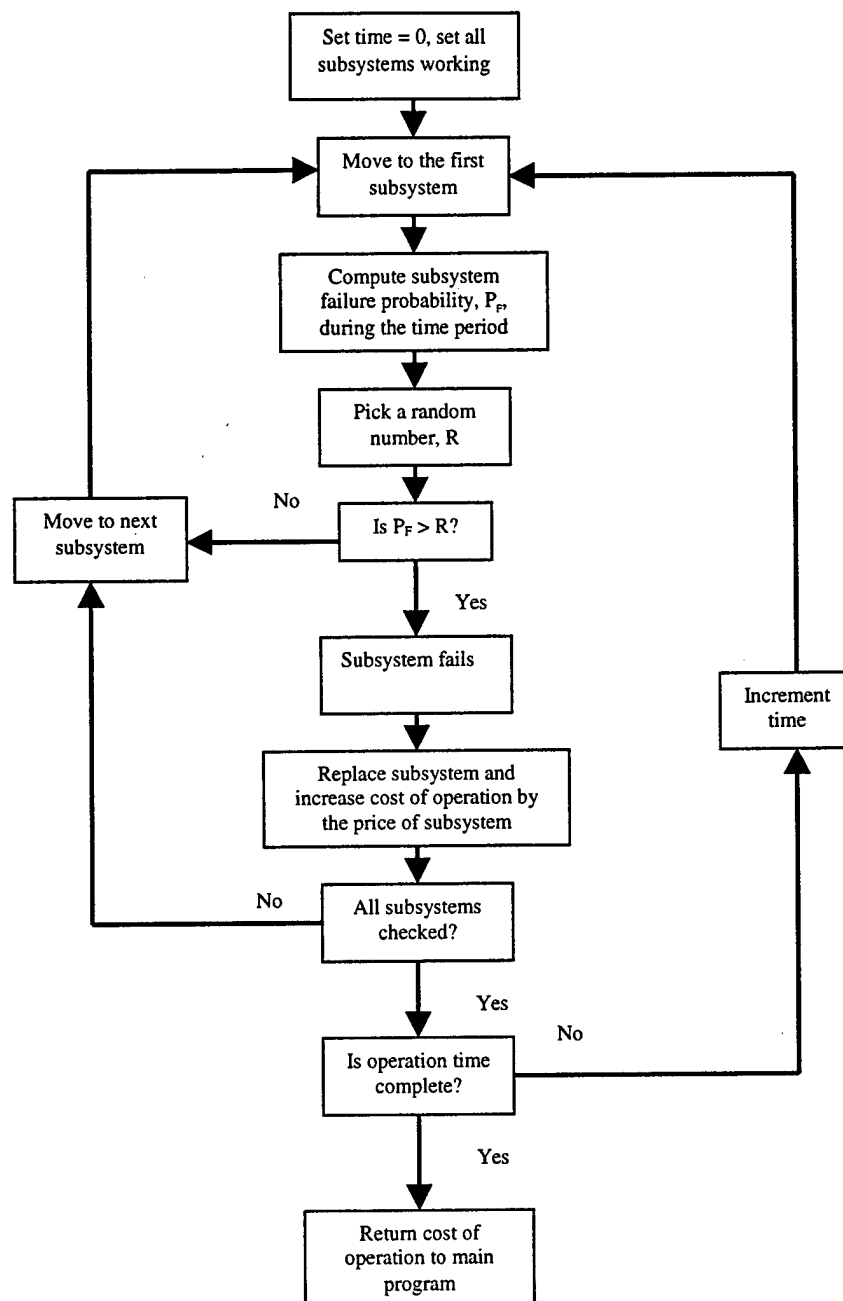 Set time = 0, set all
subsystems working
Move to the first
subsystem
Compute subsystem
failure probability, P_F,
during the time period
Pick a random
number, R
No
Move to next
subsystem
Is P_F > R?
Yes
Subsystem fails
Increment
time
Replace subsystem and
increase cost of operation by
the price of subsystem
No
All subsystems
checked?
Yes
No
Is operation time
complete?
Yes
Return cost of
operation to main
program